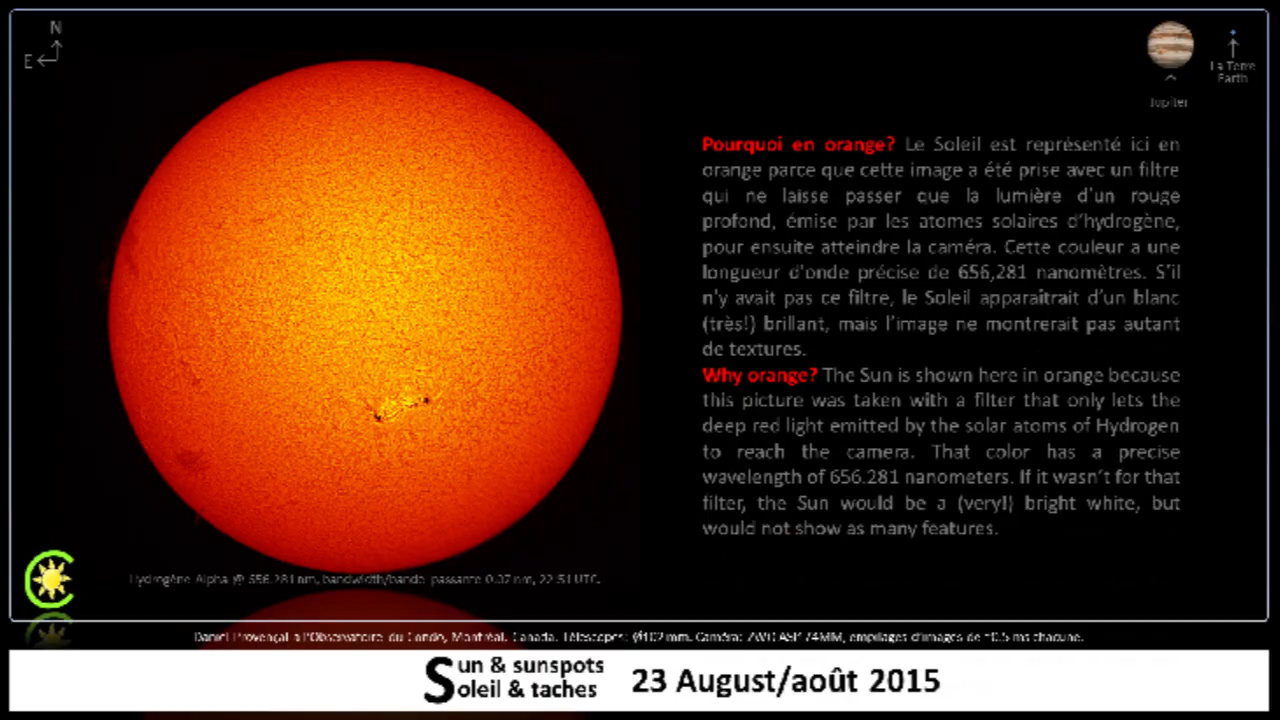 N
E
La Terre
Earth
Jupiter
Pourquoi en orange? Le Soleil est représenté ici en
orange parce que cette image a été prise avec un filtre
qui ne laisse passer que la lumière d'un rouge
profond, émise par les atomes solaires d'hydrogène,
pour ensuite atteindre la caméra. Cette couleur a une
longueur d'onde précise de 656,281 nanomètres. S'il
n'y avait pas ce filtre, le Soleil apparaîtrait d'un blanc
(très!) brillant, mais l'image ne montrerait pas autant
de textures.
Why orange? The Sun is shown here in orange because
this picture was taken with a filter that only lets the
deep red light emitted by the solar atoms of Hydrogen
to reach the camera. That color has a precise
wavelength of 656.281 nanometers. If it wasn't for that
filter, the Sun would be a (very!) bright white, but
would not show as many features.
Hydrogène Alpha @ 656.281 nm, bandwidth/bande passante 0.07 nm, 22:51 UTC.
Daniel Provençal à l'Observatoire du Condo, Montréal, Canada. Télescopes: Ø102 mm. Caméra: ZWO 174MM, empilages d'images de ms chacune.
Sun & sunspots
Soleil & taches
23 August/août 2015